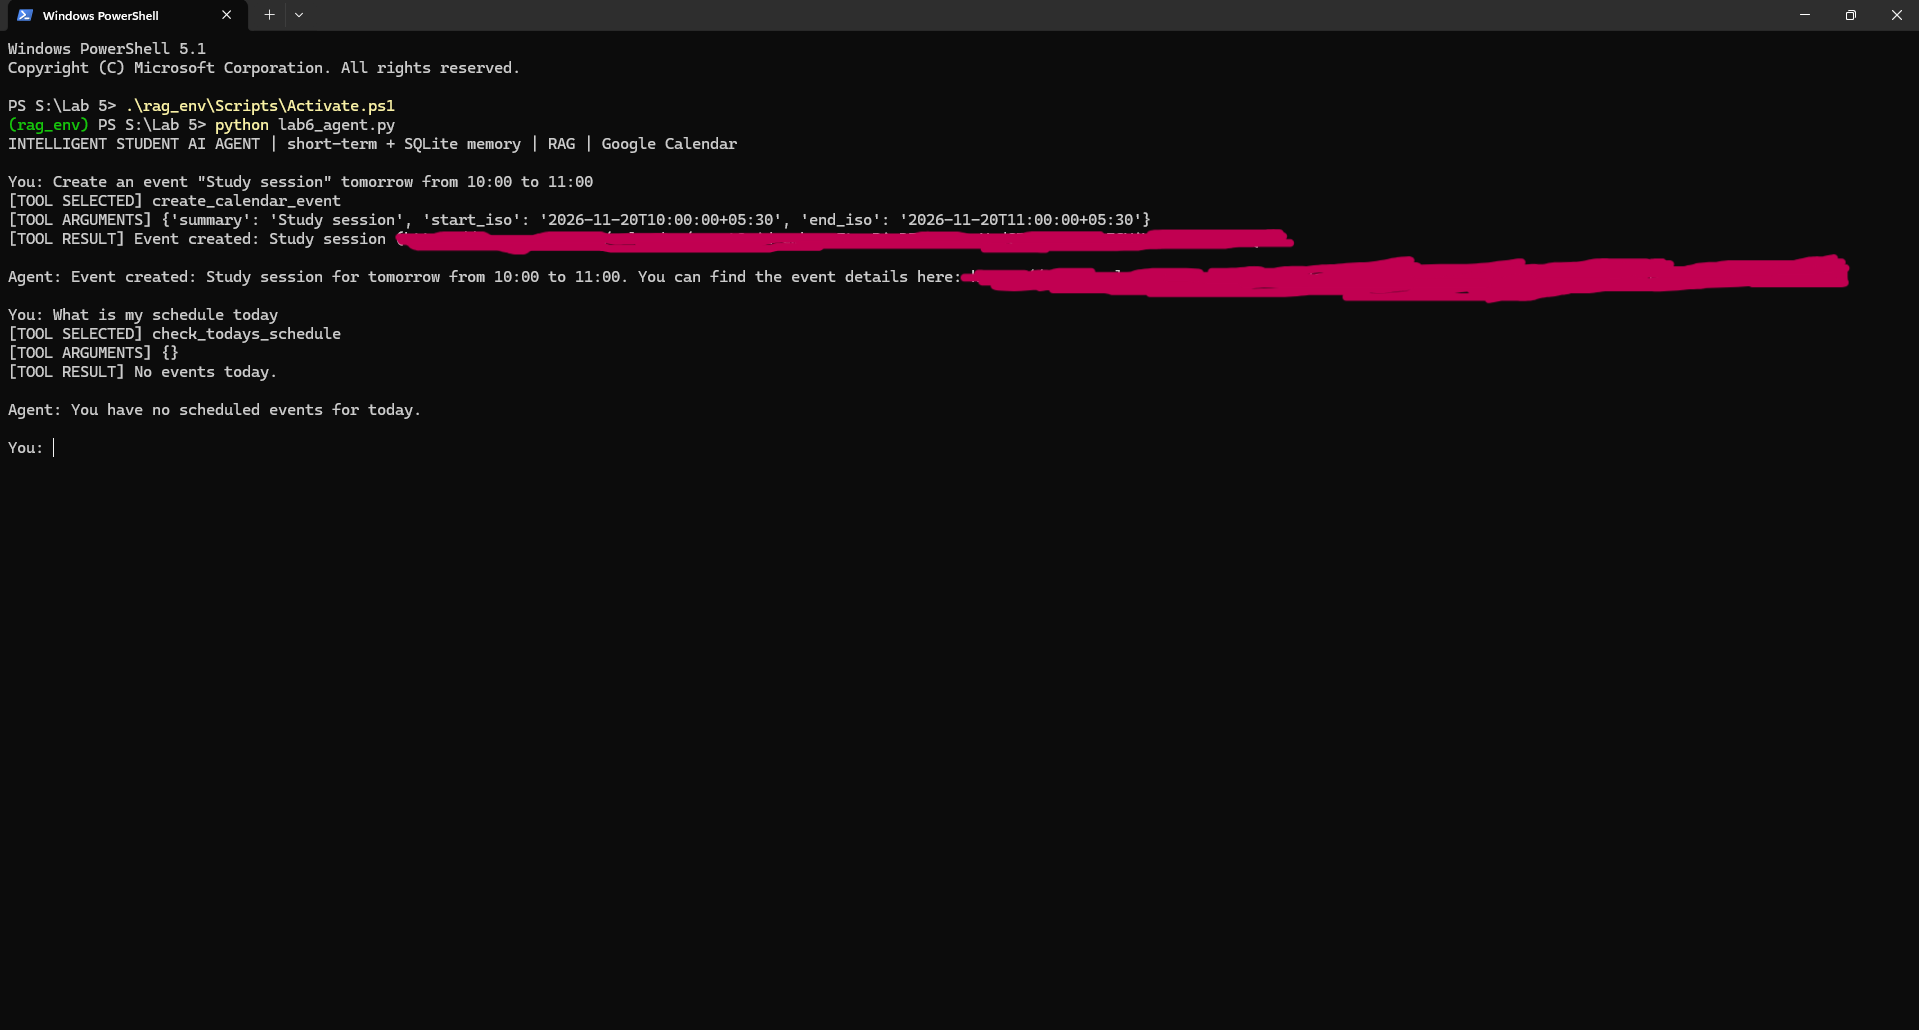 Windows PowerShell
Windows PowerShell 5.1
Copyright (C) Microsoft Corporation. All rights reserved.
PS S:\Lab 5> .\rag_env\Scripts\Activate.ps1
(rag_env) PS S:\Lab 5> python lab6_agent.py
INTELLIGENT STUDENT AI AGENT | short-term + SQLite memory | RAG | Google Calendar
You: Create an event "Study session" tomorrow from 10:00 to 11:00
[TOOL SELECTED] create_calendar_event
[TOOL ARGUMENTS] {'summary': 'Study session', 'start_iso': '2026-11-20T10:00:00+05:30', 'end_iso': '2026-11-20T11:00:00+05:30'}
[TOOL RESULT] Event created: Study session
Agent: Event created: Study session for tomorrow from 10:00 to 11:00. You can find the event details here:
You: What is my schedule today
[TOOL SELECTED] check_todays_schedule
[TOOL ARGUMENTS] {}
[TOOL RESULT] No events today.
Agent: You have no scheduled events for today.
You: